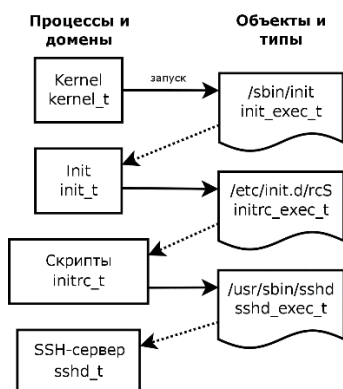 Процессы и
домены
Объекты и
типы
Kernel
kernel_t
запуск
/sbin/init
init_exec_t
Init
init_t
/etc/init.d/rcS
initrc_exec_t
Скрипты
initrc_t
/usr/sbin/sshd
sshd_exec_t
SSH-сервер
sshd_t